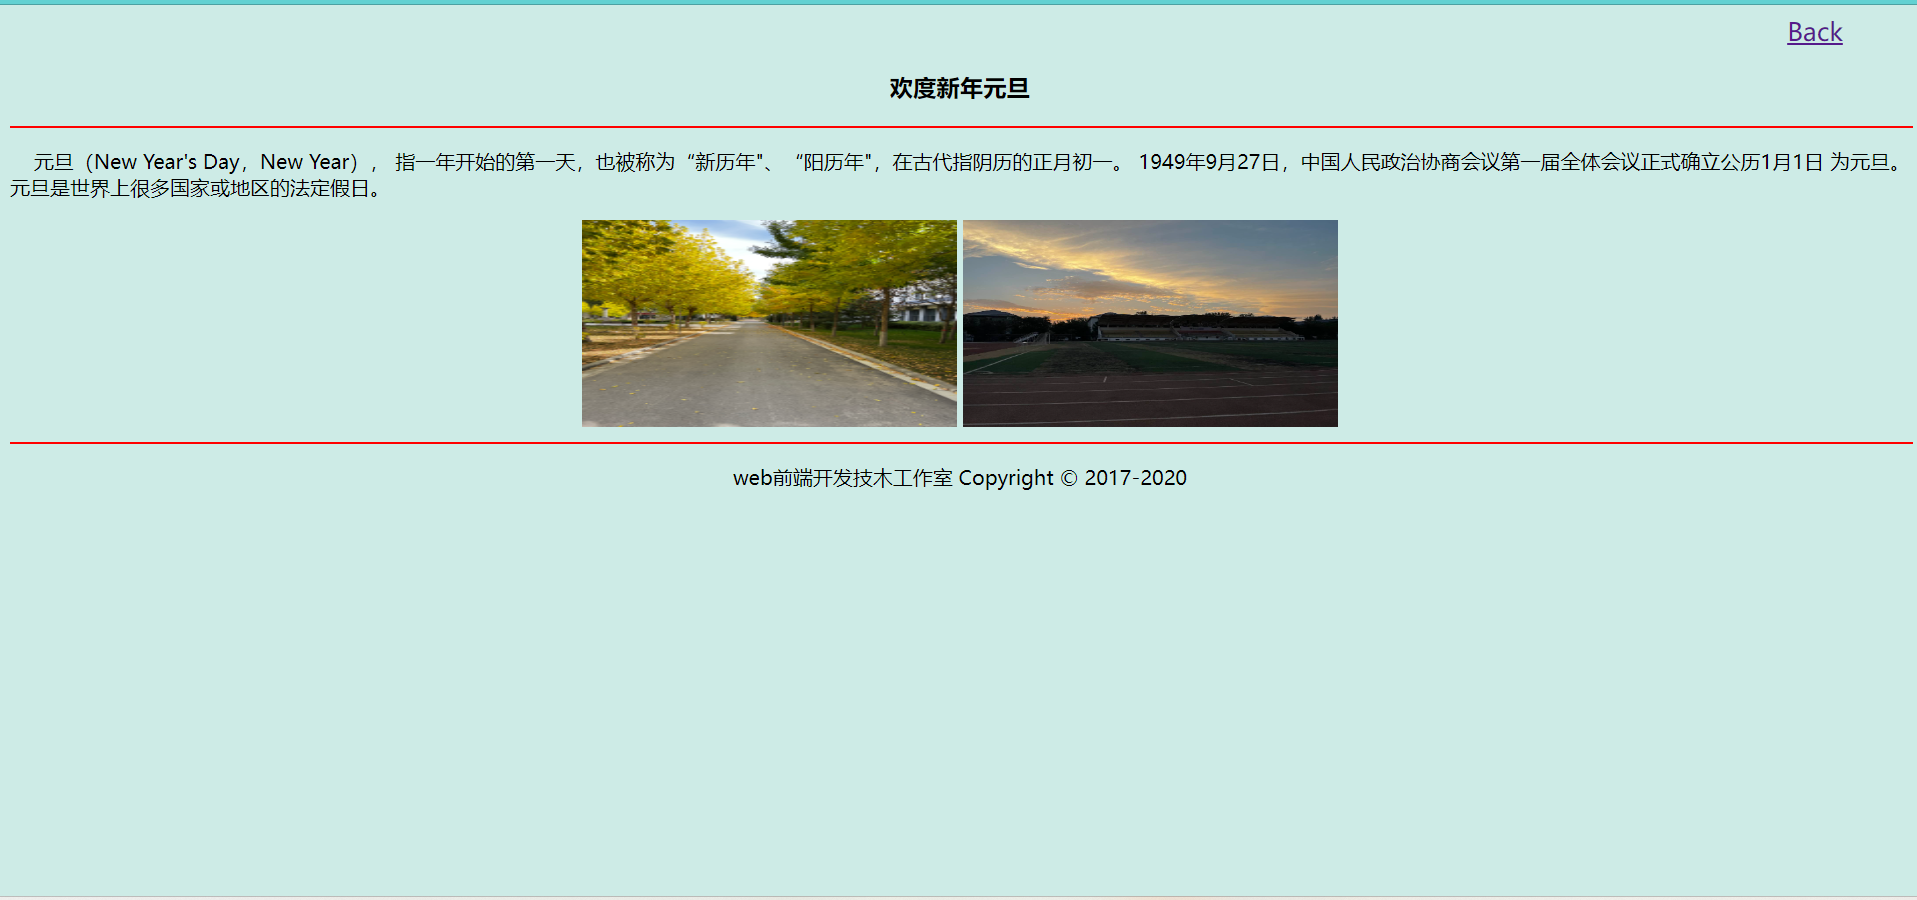 Back
欢度新年元旦
元旦（New Year's Day，New Year）， 指一年开始的第一天，也被称为“新历年"、“阳历年"，在古代指阴历的正月初一。 1949年9月27日，中国人民政治协商会议第一届全体会议正式确立公历1月1日 为元旦。
元旦是世界上很多国家或地区的法定假日。
web前端开发技木工作室 Copyright © 2017-2020